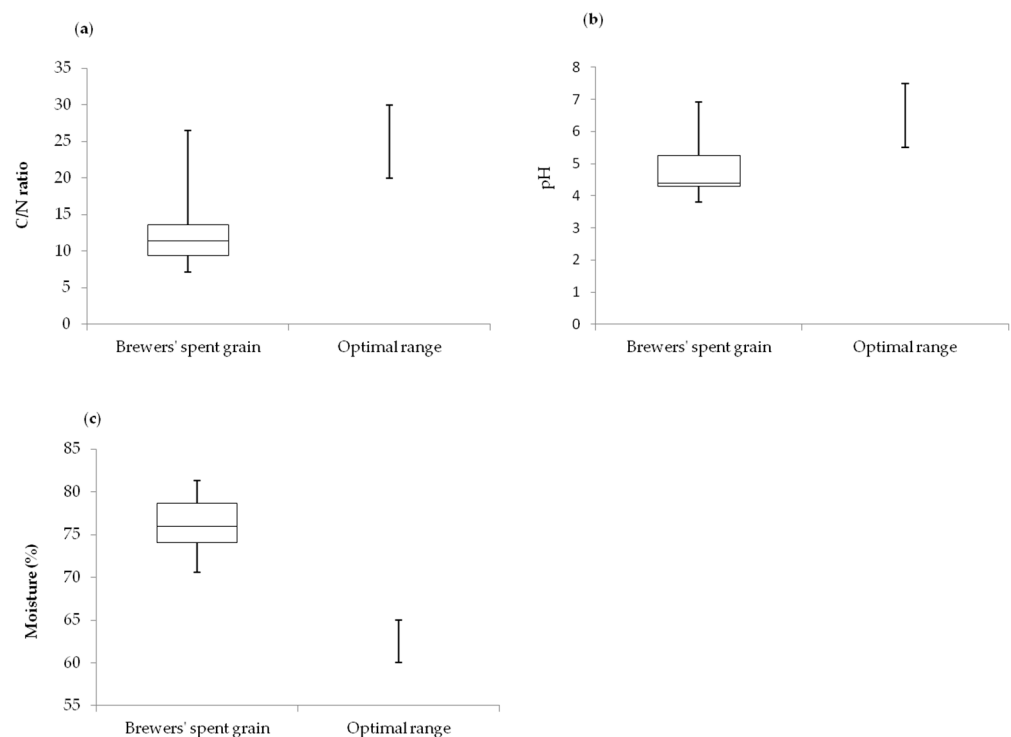 (a)
35
30
25
20
15
10
5
0
C/N ratio
Brewers' spent grain Optimal range
(b)
8
7
6
5
4
3
2
1
0
pH
Brewers' spent grain Optimal range
(c)
85
80
75
70
65
60
55
Moisture (%)
Brewers' spent grain Optimal range